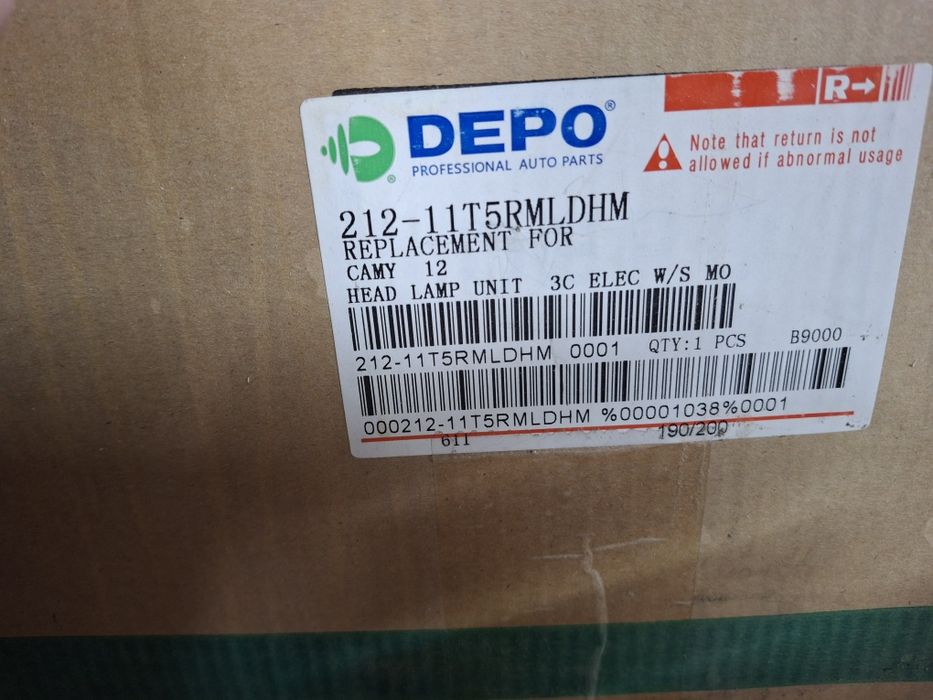 DEPO®
PROFESSIONAL AUTO PARTS
®
R→
Note that return is not
allowed if abnormal usage
212-11T5RMLDHM
REPLACEMENT FOR
CAMY 12
HEAD LAMP UNIT 3C ELEC W/S MO
212-11T5RMLDHM 0001 QTY:1 PCS B9000
000212-11T5RMLDHM %00001038%0001
611 190/200